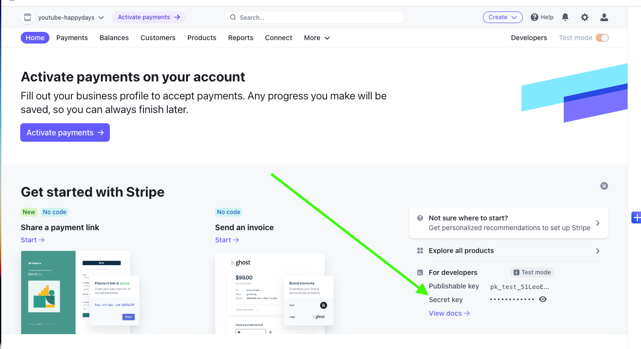 youtube-happydays
Activate payments →
Search...
Create
Help
Home
Payments
Balances
Customers
Products
Reports
Connect
More
Developers
Test mode
Activate payments on your account
Fill out your business profile to accept payments. Any progress you make will be
saved, so you can always finish later.
Activate payments →
Get started with Stripe
New
No code
Share a payment link
Start →
No code
Send an invoice
Start →
ghost
$99.00
ghost
Not sure where to start?
Get personalized recommendations to set up Stripe
Explore all products
For developers
Test mode
Publishable key
pk_test_51LeoE...
Secret key
••••••••••••
View docs →